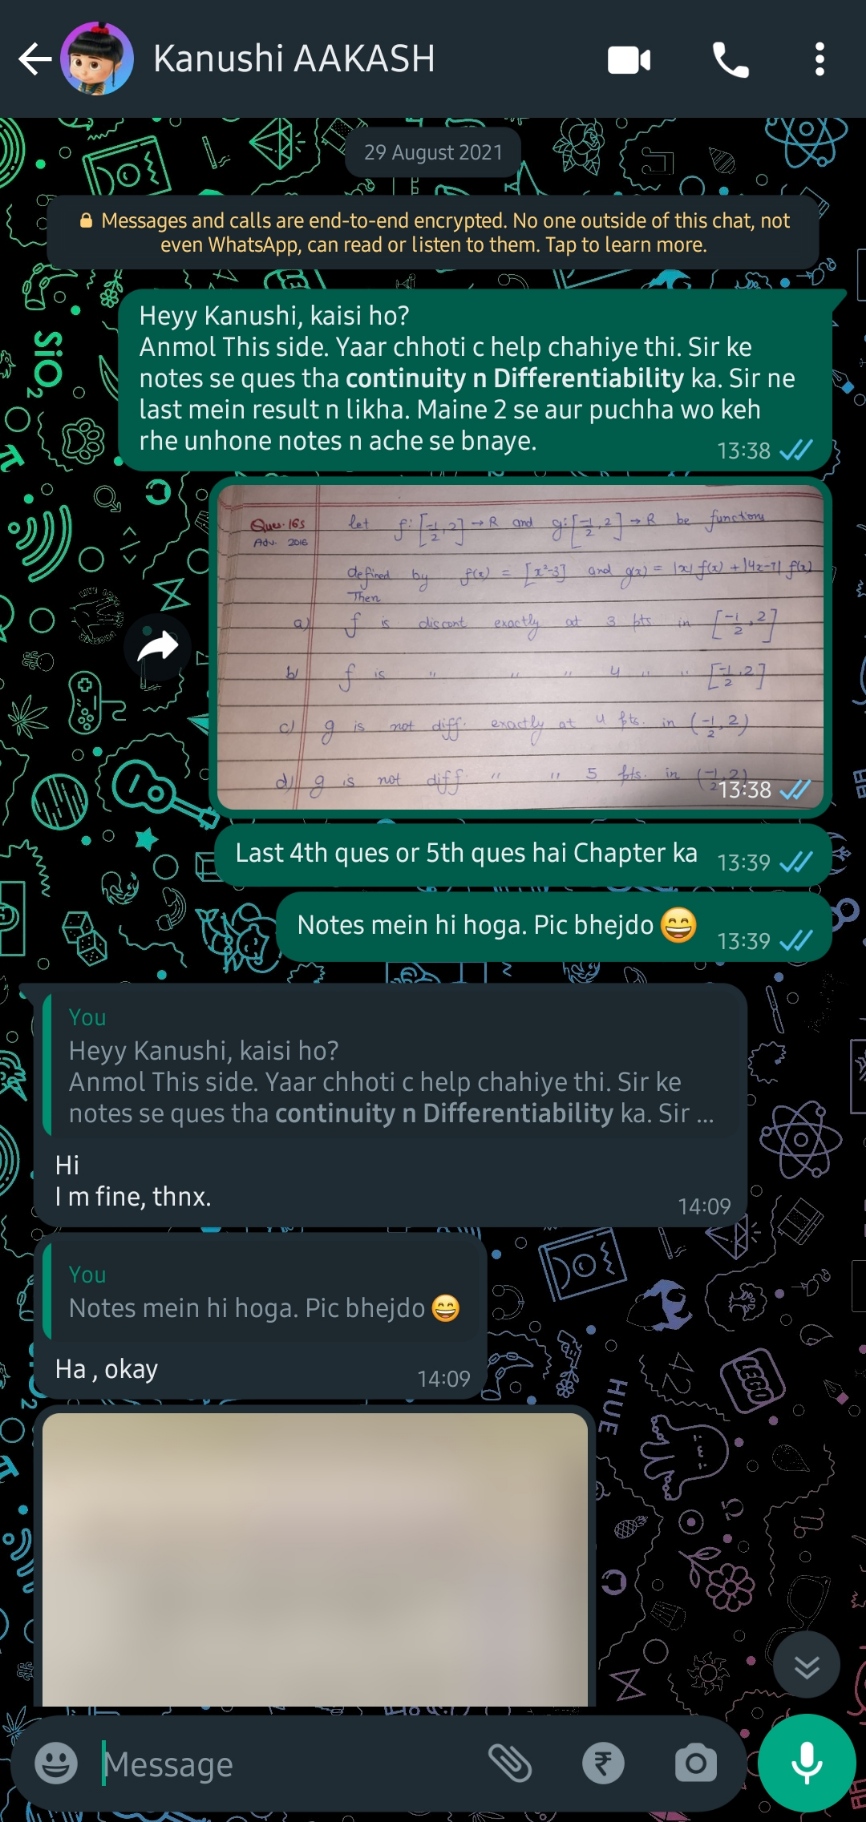 Kanushi AAKASH
29 August 2021
Messages and calls are end-to-end encrypted. No one outside of this chat, not
even WhatsApp, can read or listen to them. Tap to learn more.
Heyy Kanushi, kaisi ho?
Anmol This side. Yaar chhoti c help chahiye thi. Sir ke
notes se ques tha continuity n Differentiability ka. Sir ne
last mein result n likha. Maine 2 se aur puchha wo keh
rhe unhone notes n ache se bnaye.
13:38
Ques. 165 let f: [-1/2, 2] → R and g: [-1/2, 2] → R be functions
Adv. 2016
defined by f(x) = [x²-3] and g(x) = |x| f(x) + |4x-7| f(x)
Then
a) f is discont exactly at 3 pts in [-1/2, 2]
b) f is " " " 4 " " [-1/2, 2]
c) g is not diff. exactly at 4 pts. in (-1/2, 2)
d) g is not diff " " 5 pts. in (-1/2, 2)
13:38
Last 4th ques or 5th ques hai Chapter ka
13:39
Notes mein hi hoga. Pic bhejdo 😄
13:39
You
Heyy Kanushi, kaisi ho?
Anmol This side. Yaar chhoti c help chahiye thi. Sir ke
notes se ques tha continuity n Differentiability ka. Sir ...
Hi
I m fine, thnx.
14:09
You
Notes mein hi hoga. Pic bhejdo 😄
Ha , okay
14:09
Message
SiO₂
HUE
LEGO
42